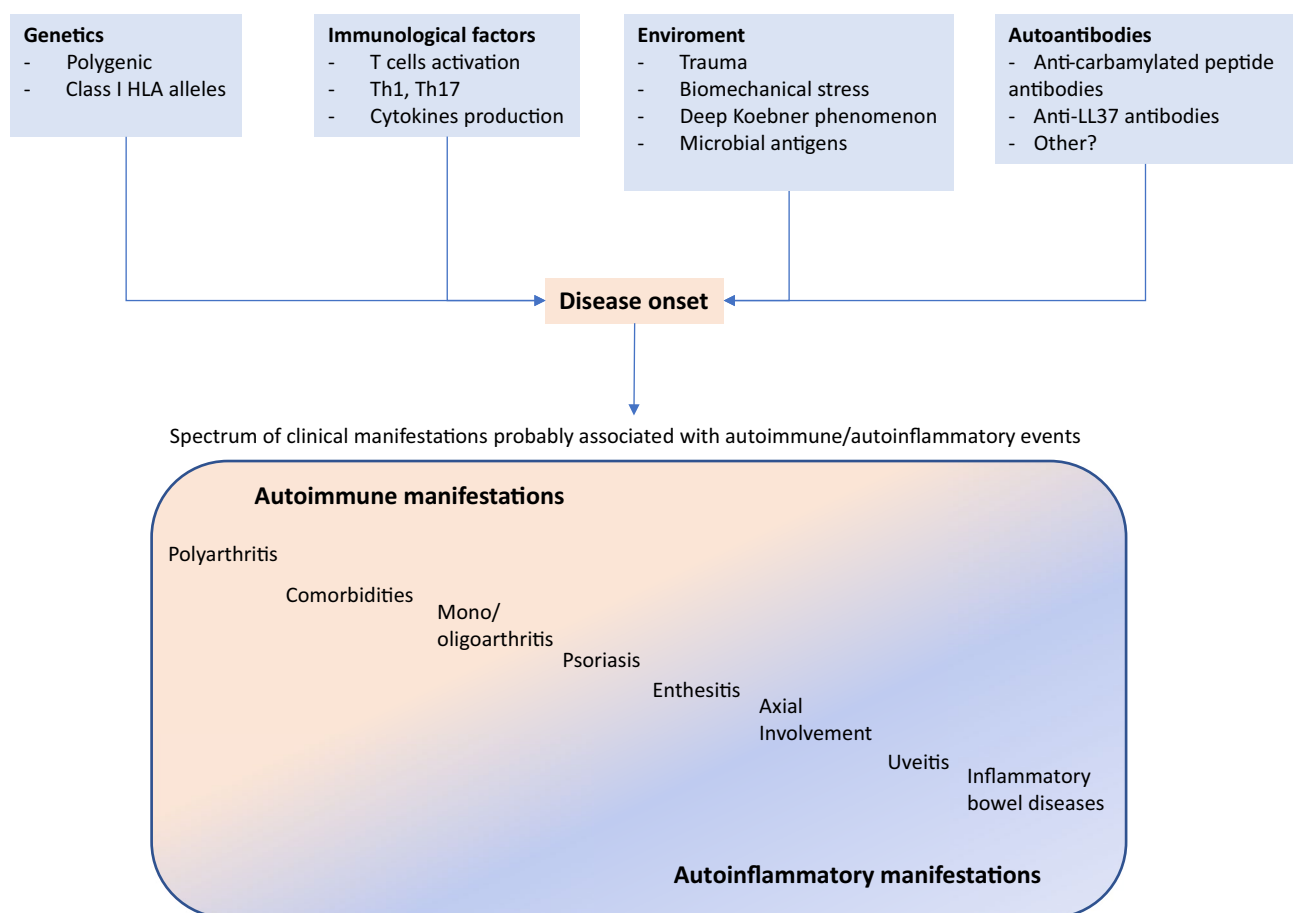 Genetics
- Polygenic
- Class I HLA alleles
Immunological factors
- T cells activation
- Th1, Th17
- Cytokines production
Enviroment
- Trauma
- Biomechanical stress
- Deep Koebner phenomenon
- Microbial antigens
Autoantibodies
- Anti-carbamylated peptide
antibodies
- Anti-LL37 antibodies
- Other?
Disease onset
Spectrum of clinical manifestations probably associated with autoimmune/autoinflammatory events
Autoimmune manifestations
Polyarthritis
Comorbidities
Mono/
oligoarthritis
Psoriasis
Enthesitis
Axial
Involvement
Uveitis
Inflammatory
bowel diseases
Autoinflammatory manifestations